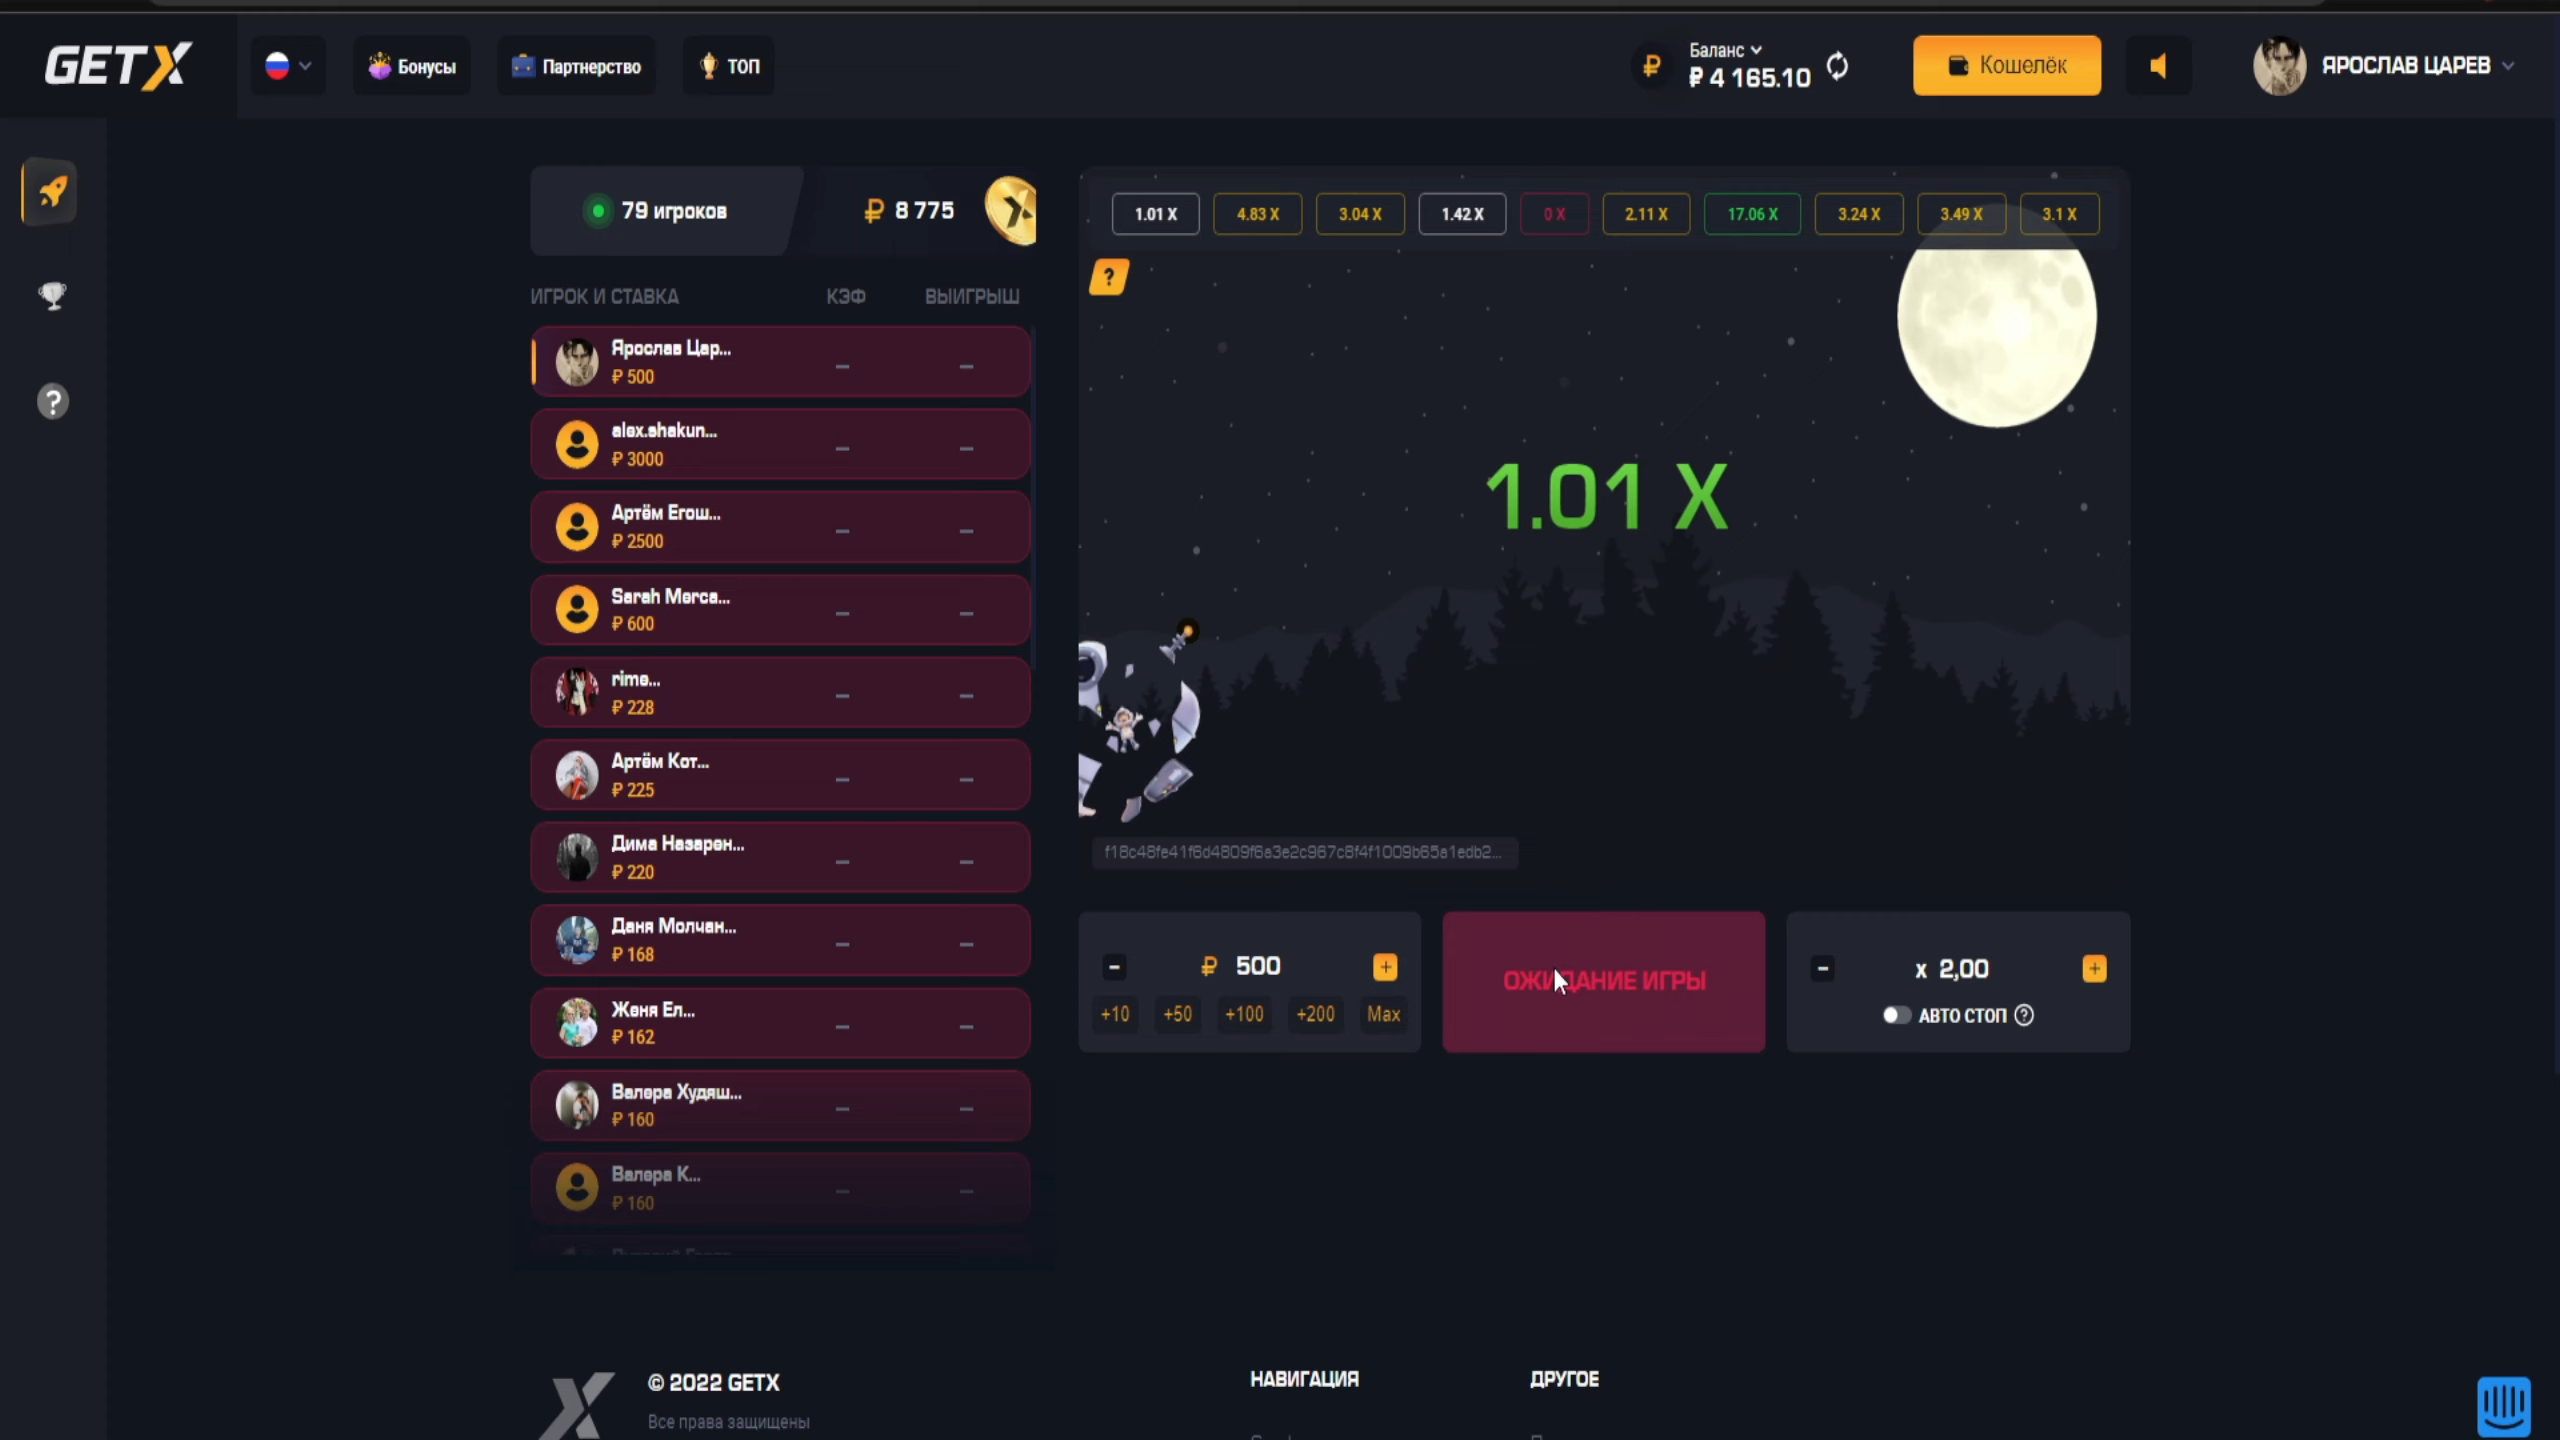 GETX
Бонусы
Партнерство
ТОП
Баланс
₽ 4 165.10
Кошелёк
ЯРОСЛАВ ЦАРЕВ
79 игроков
₽ 8 775
ИГРОК И СТАВКА КЭФ ВЫИГРЫШ
Ярослав Цар... – –
₽ 500
alex.shakun... – –
₽ 3000
Артём Егош... – –
₽ 2500
Sarah Merca... – –
₽ 600
rime... – –
₽ 228
Артём Кот... – –
₽ 225
Дима Назарен... – –
₽ 220
Даня Молчан... – –
₽ 168
Женя Ел... – –
₽ 162
Валера Худяш... – –
₽ 160
Валера К... – –
₽ 160
1.01 X 4.83 X 3.04 X 1.42 X 0 X 2.11 X 17.06 X 3.24 X 3.49 X 3.1 X
?
1.01 X
f18c48fe41f6d4809f6a3e2c967c8f4f1009b65a1edb2...
- ₽ 500 +
+10 +50 +100 +200 Max
ОЖИДАНИЕ ИГРЫ
- x 2,00 +
АВТО СТОП ?
© 2022 GETX
Все права защищены
НАВИГАЦИЯ
ДРУГОЕ